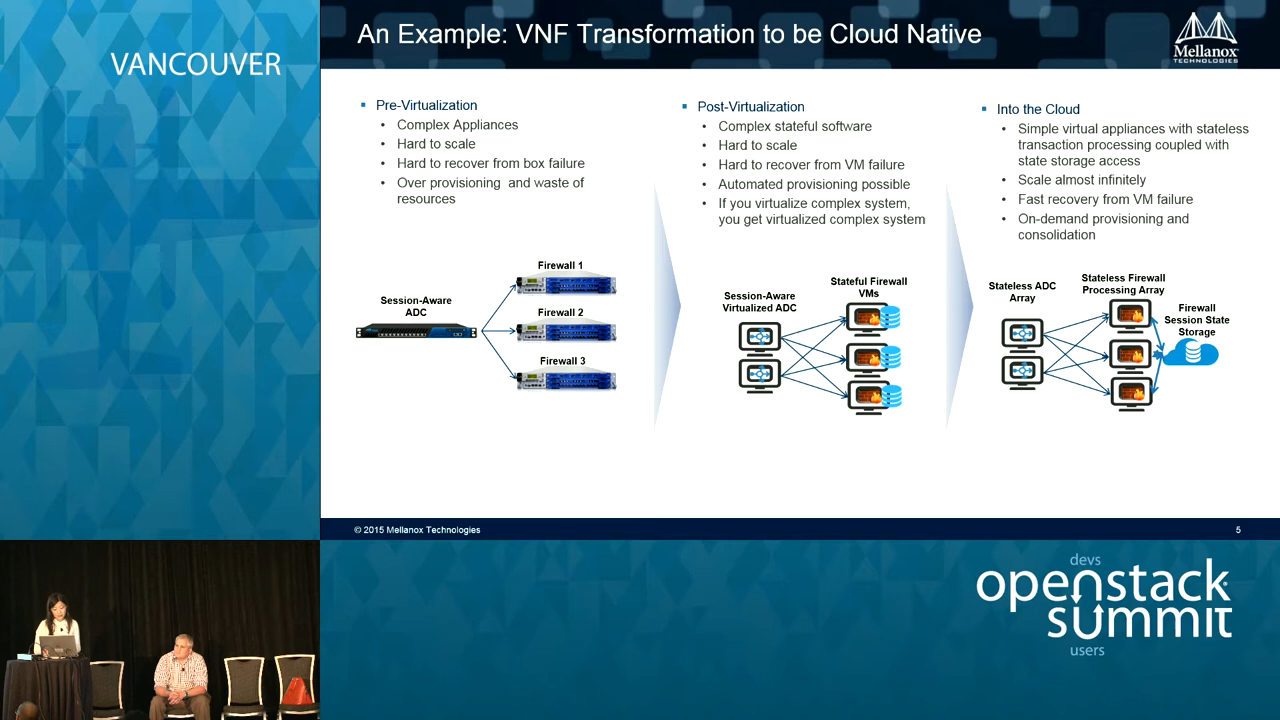 VANCOUVER
An Example: VNF Transformation to be Cloud Native
Mellanox
TECHNOLOGIES
Pre-Virtualization
Complex Appliances
Hard to scale
Hard to recover from box failure
Over provisioning and waste of
resources
Session-Aware
ADC
Firewall 1
Firewall 2
Firewall 3
Post-Virtualization
Complex stateful software
Hard to scale
Hard to recover from VM failure
Automated provisioning possible
If you virtualize complex system,
you get virtualized complex system
Session-Aware
Virtualized ADC
Stateful Firewall
VMs
Into the Cloud
Simple virtual appliances with stateless
transaction processing coupled with
state storage access
Scale almost infinitely
Fast recovery from VM failure
On-demand provisioning and
consolidation
Stateless ADC
Array
Stateless Firewall
Processing Array
Firewall
Session State
Storage
© 2015 Mellanox Technologies
5
devs
openstack
summit
users